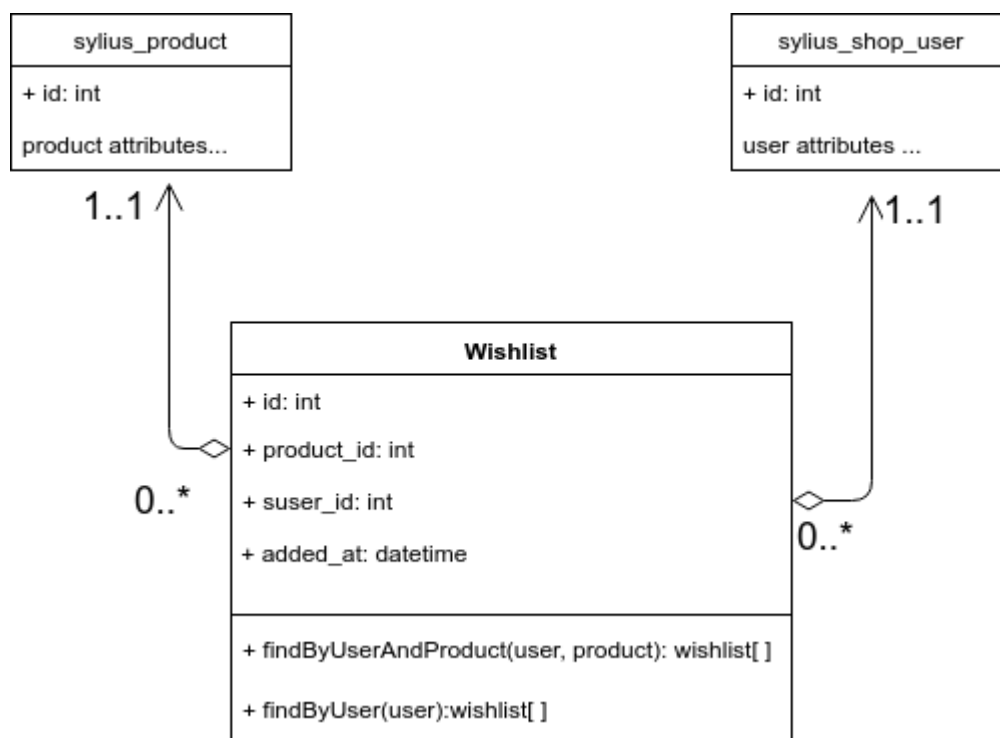 sylius_product
+ id: int
product attributes...
sylius_shop_user
+ id: int
user attributes ...
1..1
1..1
Wishlist
+ id: int
+ product_id: int
+ suser_id: int
+ added_at: datetime
0..*
0..*
+ findByUserAndProduct(user, product): wishlist[ ]
+ findByUser(user):wishlist[ ]